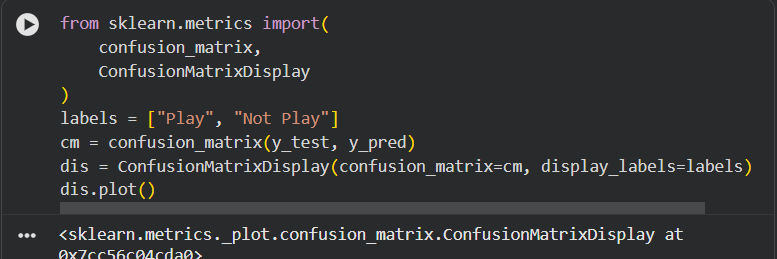 from sklearn.metrics import(
    confusion_matrix,
    ConfusionMatrixDisplay
)
labels = ["Play", "Not Play"]
cm = confusion_matrix(y_test, y_pred)
dis = ConfusionMatrixDisplay(confusion_matrix=cm, display_labels=labels)
dis.plot()
<sklearn.metrics._plot.confusion_matrix.ConfusionMatrixDisplay at
0x7cc56c04cda0>